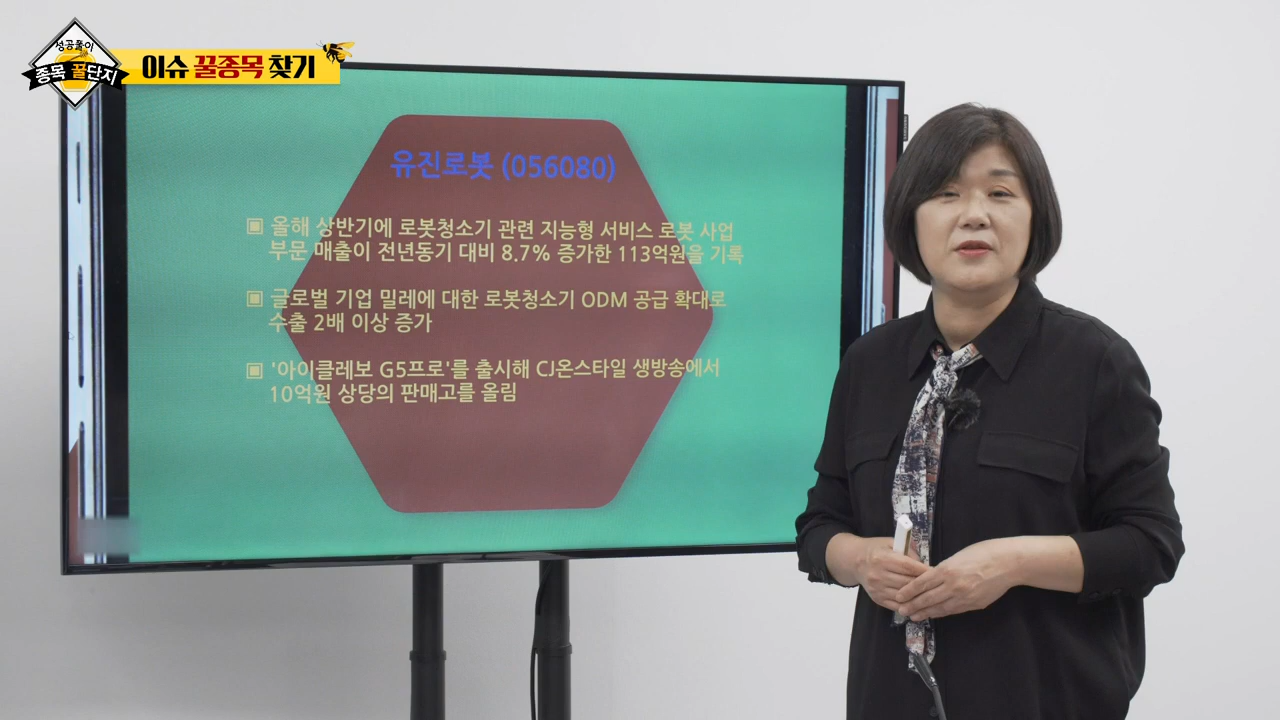 성공풀이
종목 꿀단지
이슈 꿀종목 찾기
유진로봇 (056080)
▣ 올해 상반기에 로봇청소기 관련 지능형 서비스 로봇 사업
부문 매출이 전년동기 대비 8.7% 증가한 113억원을 기록
▣ 글로벌 기업 밀레에 대한 로봇청소기 ODM 공급 확대로
수출 2배 이상 증가
▣ '아이클레보 G5프로'를 출시해 CJ온스타일 생방송에서
10억원 상당의 판매고를 올림